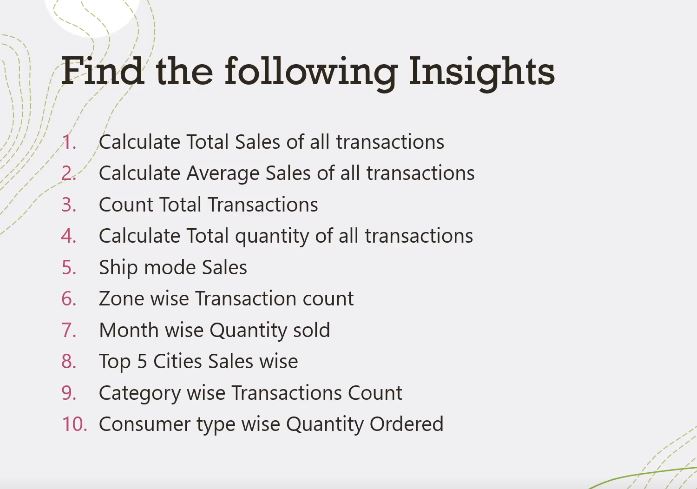 Find the following Insights
1. Calculate Total Sales of all transactions
2. Calculate Average Sales of all transactions
3. Count Total Transactions
4. Calculate Total quantity of all transactions
5. Ship mode Sales
6. Zone wise Transaction count
7. Month wise Quantity sold
8. Top 5 Cities Sales wise
9. Category wise Transactions Count
10. Consumer type wise Quantity Ordered